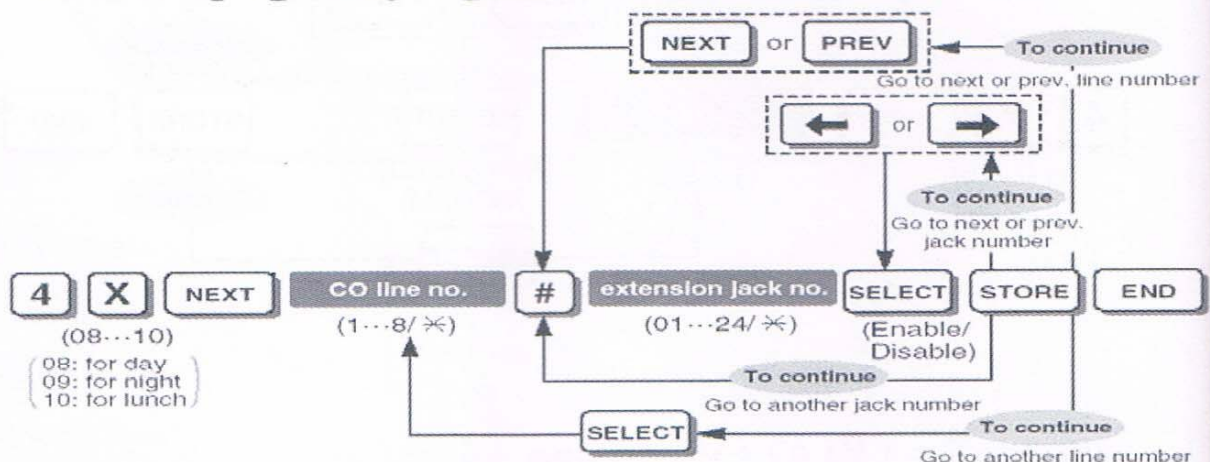 NEXT or PREV
To continue
Go to next or prev. line number
← or →
To continue
Go to next or prev.
jack number
4 X NEXT CO line no. # extension jack no. SELECT STORE END
(08···10)
(1···8/ ⚹)
(01···24/ ⚹)
(Enable/
Disable)
08: for day
09: for night
10: for lunch
To continue
Go to another jack number
SELECT
To continue
Go to another line number